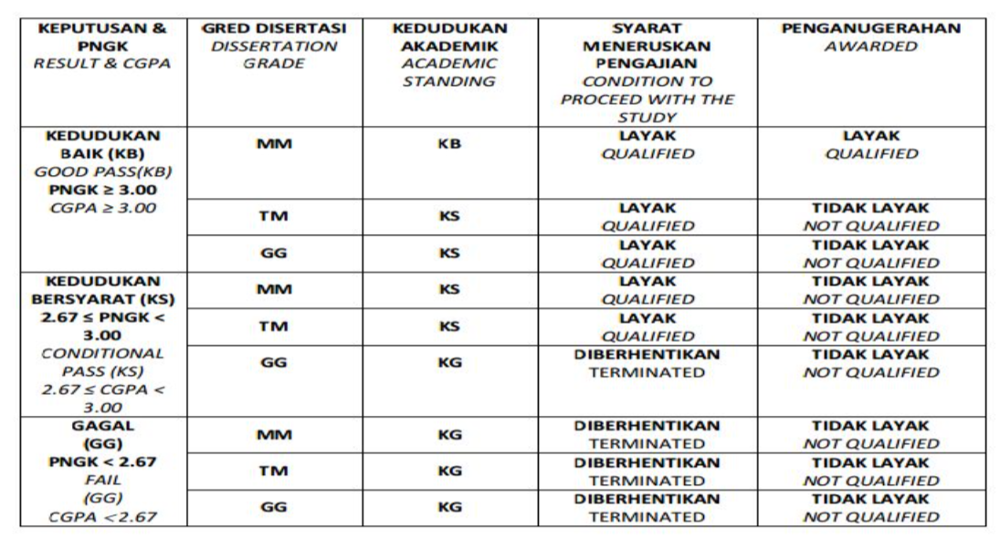 KEPUTUSAN &
PNGK
RESULT & CGPA
GRED DISERTASI
DISSERTATION
GRADE
KEDUDUKAN
AKADEMIK
ACADEMIC
STANDING
SYARAT
MENERUSKAN
PENGAJIAN
CONDITION TO
PROCEED WITH THE
STUDY
PENGANUGERAHAN
AWARDED
KEDUDUKAN
BAIK (KB)
GOOD PASS(KB)
PNGK ≥ 3.00
CGPA ≥ 3.00
MM
KB
LAYAK
QUALIFIED
LAYAK
QUALIFIED
TM
KS
LAYAK
QUALIFIED
TIDAK LAYAK
NOT QUALIFIED
GG
KS
LAYAK
QUALIFIED
TIDAK LAYAK
NOT QUALIFIED
KEDUDUKAN
BERSYARAT (KS)
2.67 ≤ PNGK <
3.00
CONDITIONAL
PASS (KS)
2.67 ≤ CGPA <
3.00
MM
KS
LAYAK
QUALIFIED
TIDAK LAYAK
NOT QUALIFIED
TM
KS
LAYAK
QUALIFIED
TIDAK LAYAK
NOT QUALIFIED
GG
KG
DIBERHENTIKAN
TERMINATED
TIDAK LAYAK
NOT QUALIFIED
GAGAL
(GG)
PNGK < 2.67
FAIL
(GG)
CGPA <2.67
MM
KG
DIBERHENTIKAN
TERMINATED
TIDAK LAYAK
NOT QUALIFIED
TM
KG
DIBERHENTIKAN
TERMINATED
TIDAK LAYAK
NOT QUALIFIED
GG
KG
DIBERHENTIKAN
TERMINATED
TIDAK LAYAK
NOT QUALIFIED